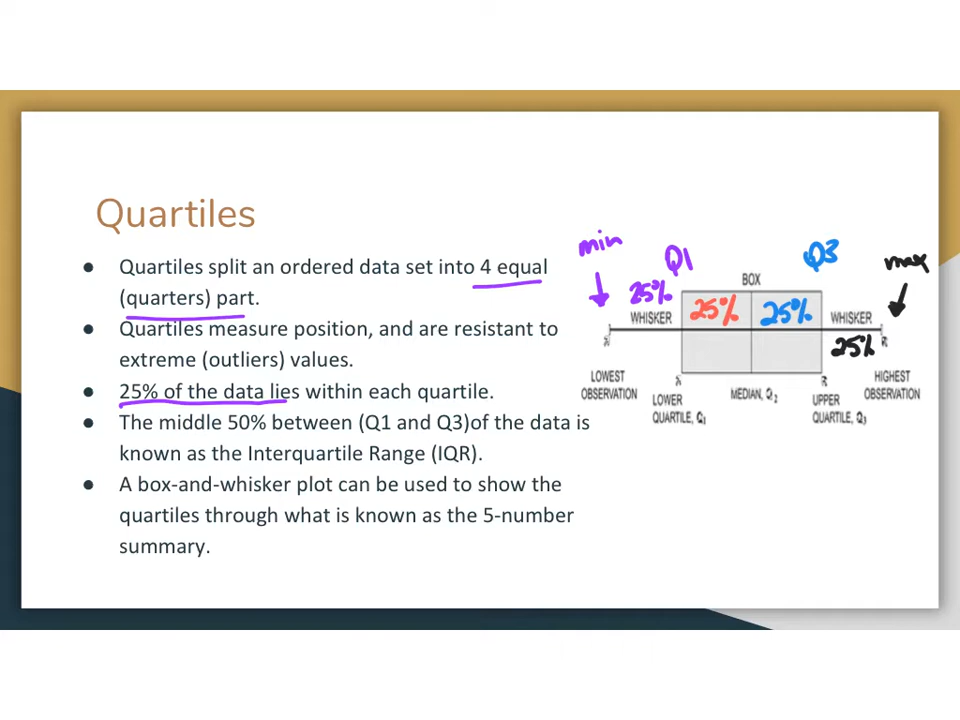 Quartiles
● Quartiles split an ordered data set into 4 equal
(quarters) part.
● Quartiles measure position, and are resistant to
extreme (outliers) values.
● 25% of the data lies within each quartile.
● The middle 50% between (Q1 and Q3)of the data is
known as the Interquartile Range (IQR).
● A box-and-whisker plot can be used to show the
quartiles through what is known as the 5-number
summary.
min
Q1
Q3
max
BOX
25%
25%
25%
WHISKER
WHISKER
25%
LOWEST
OBSERVATION
LOWER
QUARTILE, Q1
MEDIAN, Q2
UPPER
QUARTILE, Q3
HIGHEST
OBSERVATION